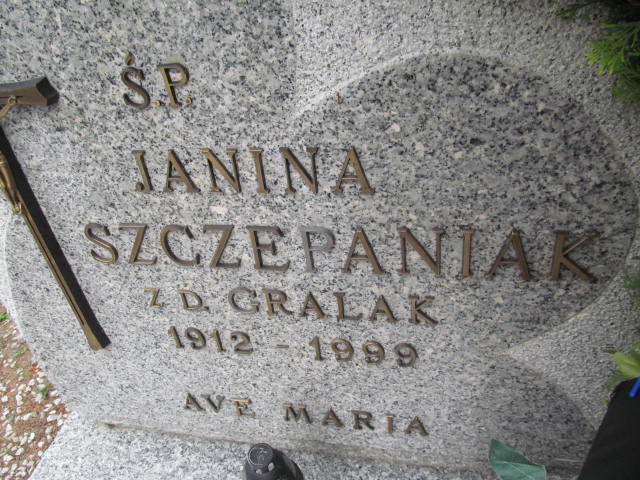 Ś.P.
JANINA
SZCZEPANIAK
Z D. GRALAK
1912 - 1999
AVE MARIA